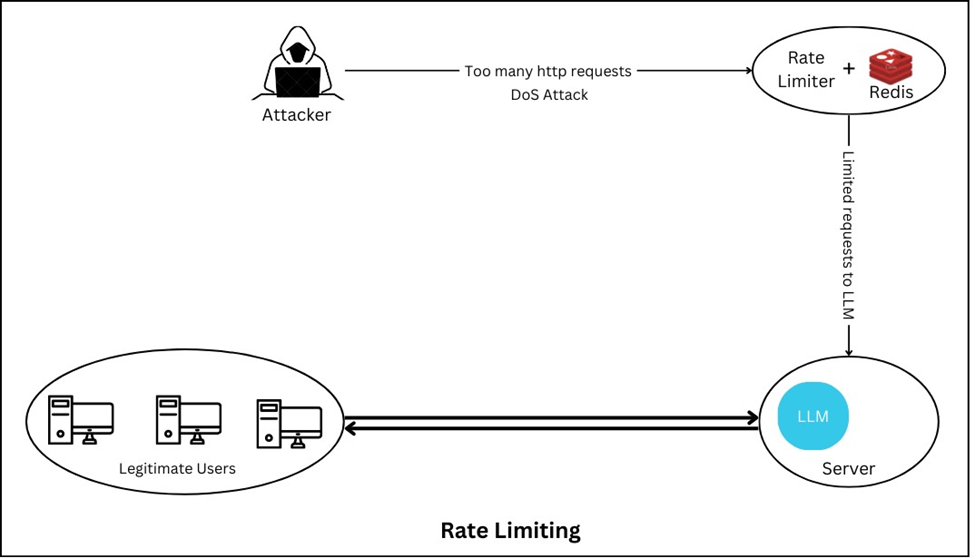 Too many http requests
DoS Attack
Attacker
Rate
Limiter
+
Redis
Limited requests to LLM
LLM
Server
Legitimate Users
Rate Limiting